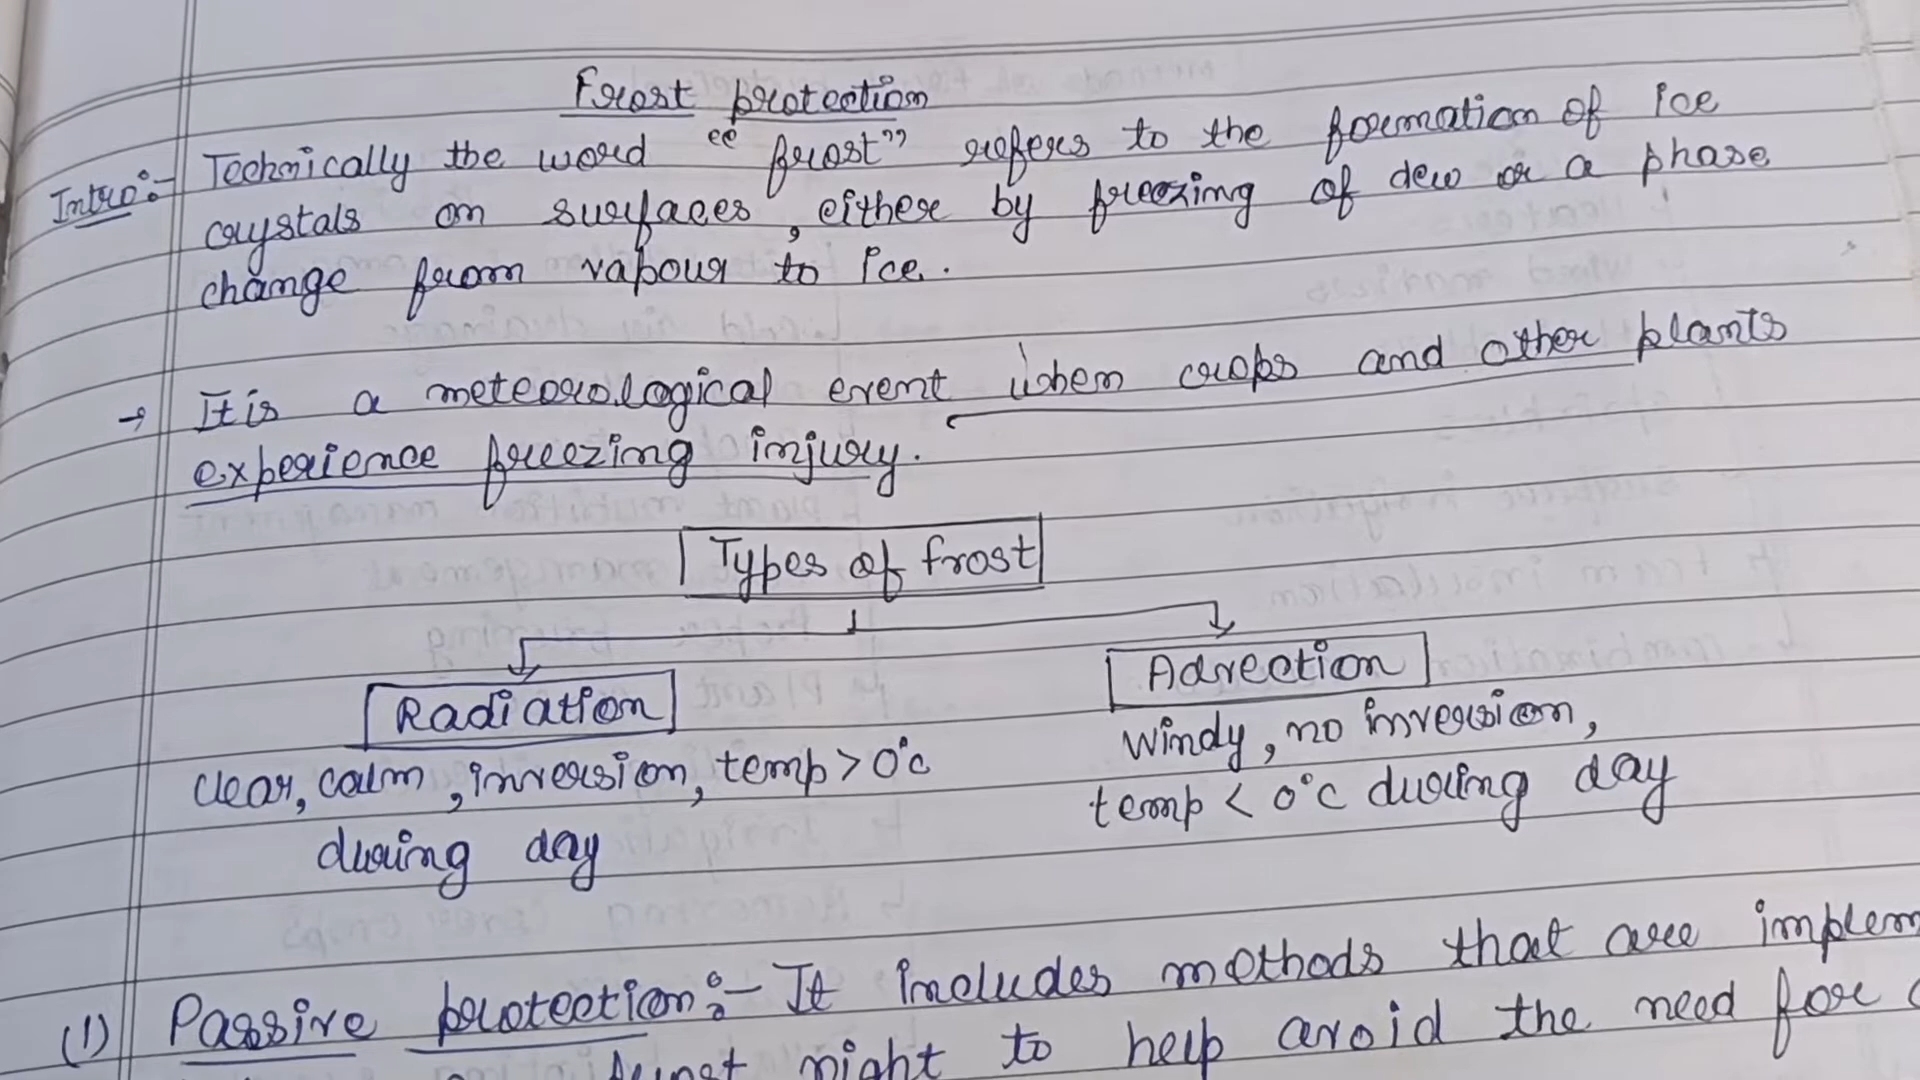 Frost protection
Intro:- Technically the word "frost" refers to the formation of ice
crystals on surfaces, either by freezing of dew or a phase
change from vapour to ice.
→ It is a meteorological event when crops and other plants
experience freezing injury.
Types of frost
Radiation
Advection
clear, calm, inversion, temp > 0°C
during day
windy, no inversion,
temp < 0°C during day
(1) Passive protection:- It includes methods that are implem
night to help avoid the need for